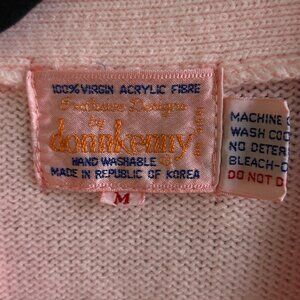 100% VIRGIN ACRYLIC FIBRE
Exclusive Designs
by
donnkenny
HAND WASHABLE
MADE IN REPUBLIC OF KOREA
M
MACHINE
WASH COO
NO DETER
BLEACH-
DO NOT D